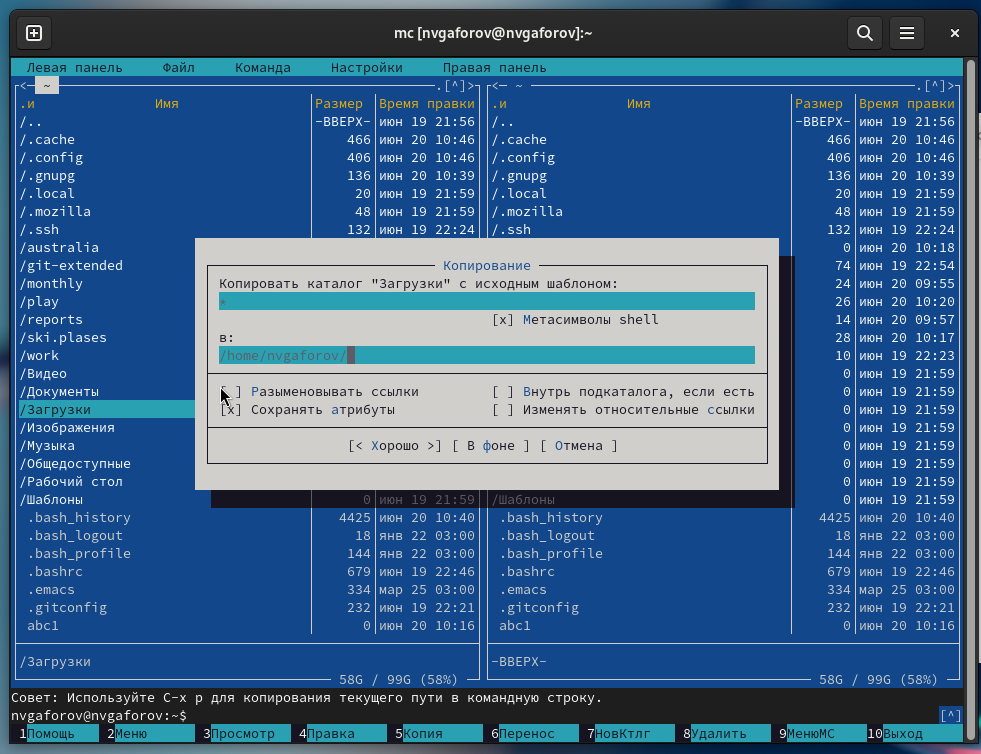 mc [nvgaforov@nvgaforov]:~
Левая панель Файл Команда Настройки Правая панель
<─ ~ .[^]> <─ ~ .[^]>
.и Имя Размер Время правки .и Имя Размер Время правки
/.. -ВВЕРХ- июн 19 21:56 /.. -ВВЕРХ- июн 19 21:56
/.cache 466 июн 20 10:46 /.cache 466 июн 20 10:46
/.config 406 июн 20 10:46 /.config 406 июн 20 10:46
/.gnupg 136 июн 20 10:39 /.gnupg 136 июн 20 10:39
/.local 20 июн 19 21:59 /.local 20 июн 19 21:59
/.mozilla 48 июн 19 21:59 /.mozilla 48 июн 19 21:59
/.ssh 132 июн 19 22:24 /.ssh 132 июн 19 22:24
/australia 0 июн 20 10:18
/git-extended Копирование 74 июн 19 22:54
/monthly Копировать каталог "Загрузки" с исходным шаблоном: 24 июн 20 09:55
/play * 26 июн 20 10:20
/reports [x] Метасимволы shell 14 июн 20 09:57
/ski.plases в: 28 июн 20 10:17
/work /home/nvgaforov/ 10 июн 19 22:23
/Видео 0 июн 19 21:59
/Документы [ ] Разыменовывать ссылки [ ] Внутрь подкаталога, если есть 0 июн 19 21:59
/Загрузки [x] Сохранять атрибуты [ ] Изменять относительные ссылки 0 июн 19 21:59
/Изображения 0 июн 19 21:59
/Музыка [< Хорошо >] [ В фоне ] [ Отмена ] 0 июн 19 21:59
/Общедоступные 0 июн 19 21:59
/Рабочий стол 0 июн 19 21:59
/Шаблоны 0 июн 19 21:59 /Шаблоны 0 июн 19 21:59
.bash_history 4425 июн 20 10:40 .bash_history 4425 июн 20 10:40
.bash_logout 18 янв 22 03:00 .bash_logout 18 янв 22 03:00
.bash_profile 144 янв 22 03:00 .bash_profile 144 янв 22 03:00
.bashrc 679 июн 19 22:46 .bashrc 679 июн 19 22:46
.emacs 334 мар 25 03:00 .emacs 334 мар 25 03:00
.gitconfig 232 июн 19 22:21 .gitconfig 232 июн 19 22:21
abc1 0 июн 20 10:16 abc1 0 июн 20 10:16
/Загрузки -ВВЕРХ-
58G / 99G (58%) 58G / 99G (58%)
Совет: Используйте C-x p для копирования текущего пути в командную строку.
nvgaforov@nvgaforov:~$ [^]
1Помощь 2Меню 3Просмотр 4Правка 5Копия 6Перенос 7НовКтлг 8Удалить 9МенюМС 10Выход